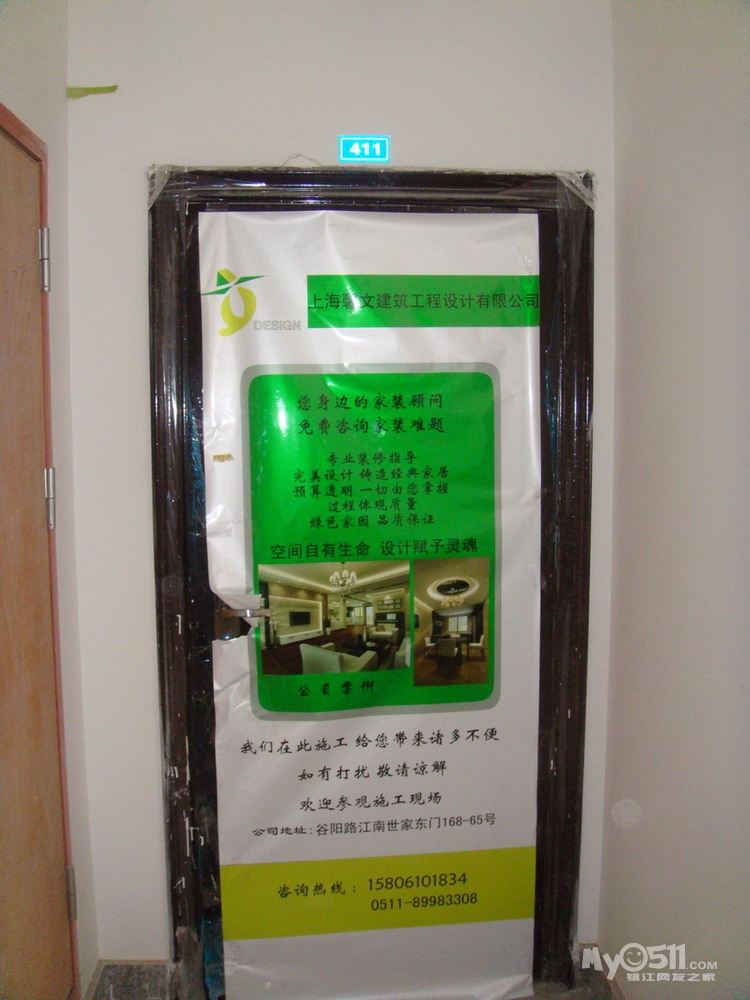 411
DESIGN
上海馨文建筑工程设计有限公司
您身边的家装顾问
免费咨询家装难题
专业装修指导
完美设计 铸造经典家居
预算透明 一切由您掌握
过程体现质量
绿色家园 品质保证
空间自有生命 设计赋予灵魂
公司案例
我们在此施工 给您带来诸多不便
如有打扰 敬请谅解
欢迎参观施工现场
公司地址：谷阳路江南世家东门168-65号
咨询热线：15806101834
0511-89983308
My0511.COM
镇江网友之家